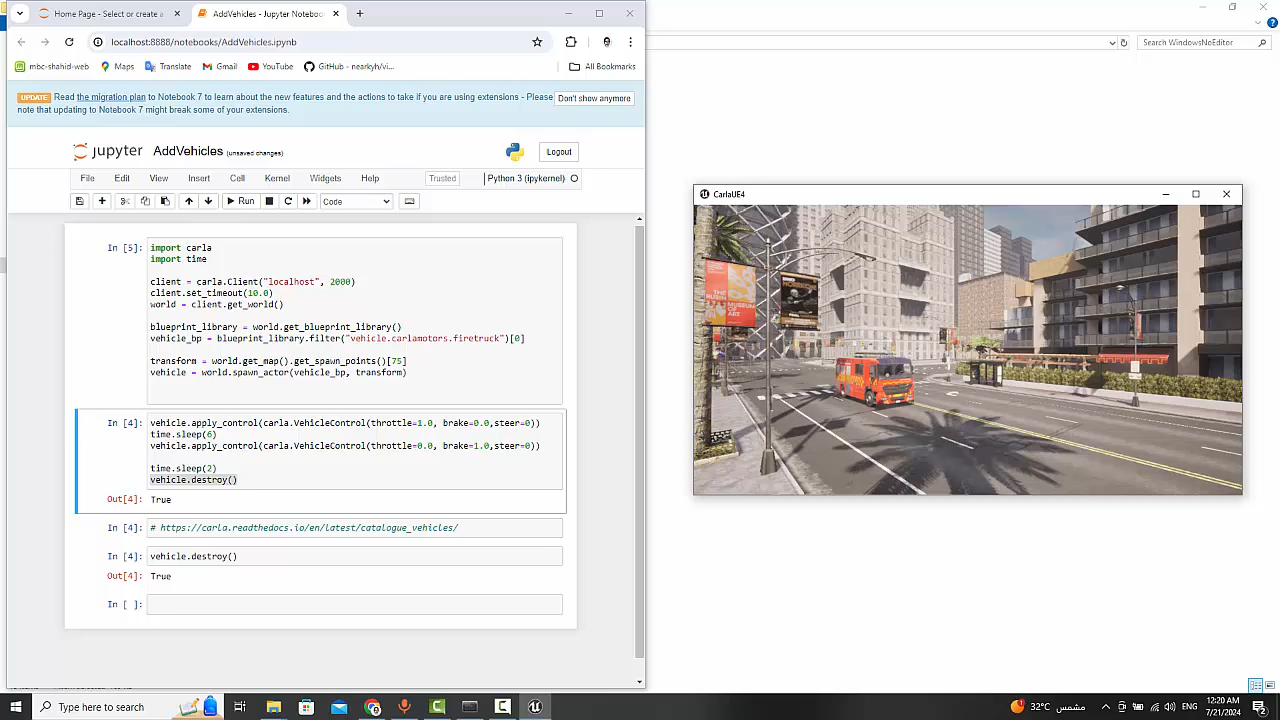 Home Page - Select or create a
AddVehicles - Jupyter Noteboo
localhost:8888/notebooks/AddVehicles.ipynb
mbc-shahid-web
Maps
Translate
Gmail
YouTube
GitHub - nearkyh/vi...
All Bookmarks
Search WindowsNoEditor
UPDATE Read the migration plan to Notebook 7 to learn about the new features and the actions to take if you are using extensions - Please
note that updating to Notebook 7 might break some of your extensions.
Don't show anymore
jupyter AddVehicles (unsaved changes)
Logout
File Edit View Insert Cell Kernel Widgets Help
Trusted
Python 3 (ipykernel)
Run
Code
In [5]: import carla
import time
client = carla.Client("localhost", 2000)
client.set_timeout(10.0)
world = client.get_world()
blueprint_library = world.get_blueprint_library()
vehicle_bp = blueprint_library.filter("vehicle.carlamotors.firetruck")[0]
transform = world.get_map().get_spawn_points()[75]
vehicle = world.spawn_actor(vehicle_bp, transform)
In [4]: vehicle.apply_control(carla.VehicleControl(throttle=1.0, brake=0.0,steer=0))
time.sleep(6)
vehicle.apply_control(carla.VehicleControl(throttle=0.0, brake=1.0,steer=0))
time.sleep(2)
vehicle.destroy()
Out[4]: True
In [4]: # https://carla.readthedocs.io/en/latest/catalogue_vehicles/
In [4]: vehicle.destroy()
Out[4]: True
In [ ]:
CarlaUE4
THE
RUBIN
MUSEUM
OF
ART
Type here to search
32°C
مشمس
ENG
12:20 AM
7/21/2024
2